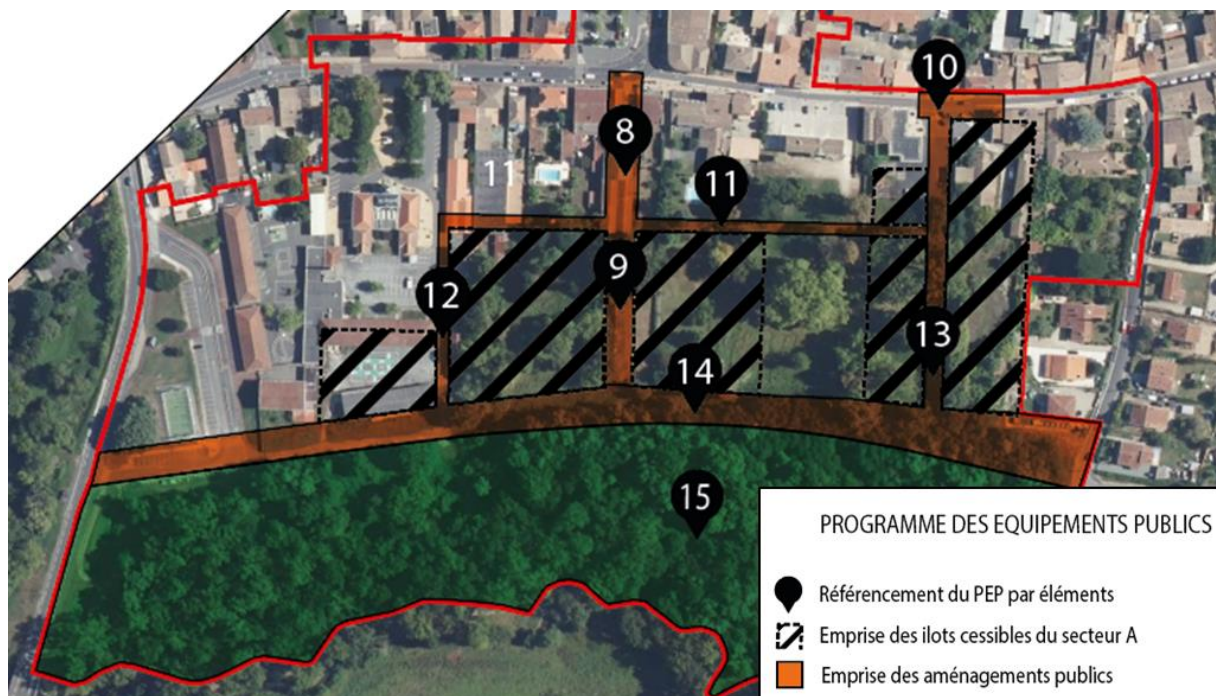 10
8
11
11
9
12
13
14
15
PROGRAMME DES EQUIPEMENTS PUBLICS
Référencement du PEP par éléments
Emprise des ilots cessibles du secteur A
Emprise des aménagements publics